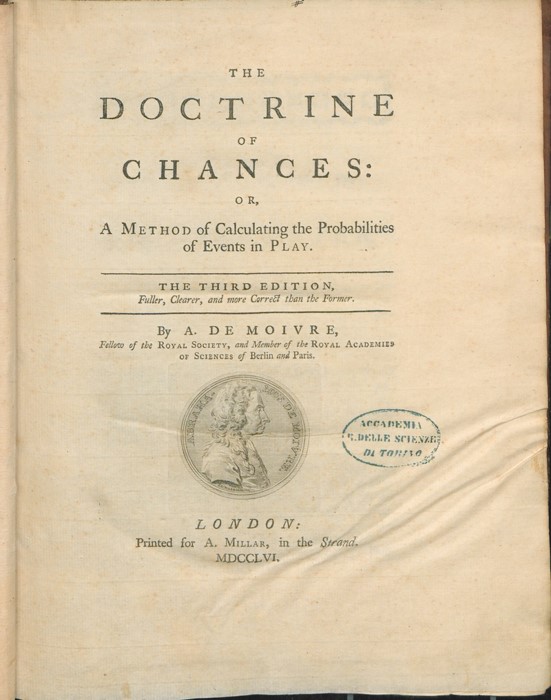 THE
DOCTRINE
OF
CHANCES:
OR,
A METHOD of Calculating the Probabilities
of Events in PLAY.
THE THIRD EDITION,
Fuller, Clearer, and more Correct than the Former.
By A. DE MOIVRE,
Fellow of the ROYAL SOCIETY, and Member of the ROYAL ACADEMIES
OF SCIENCES of Berlin and Paris.
ABRAHA. DE MOIVRE.
ACCADEMIA
R. DELLE SCIENZE
DI TORINO
LONDON:
Printed for A. MILLAR, in the Strand.
MDCCLVI.